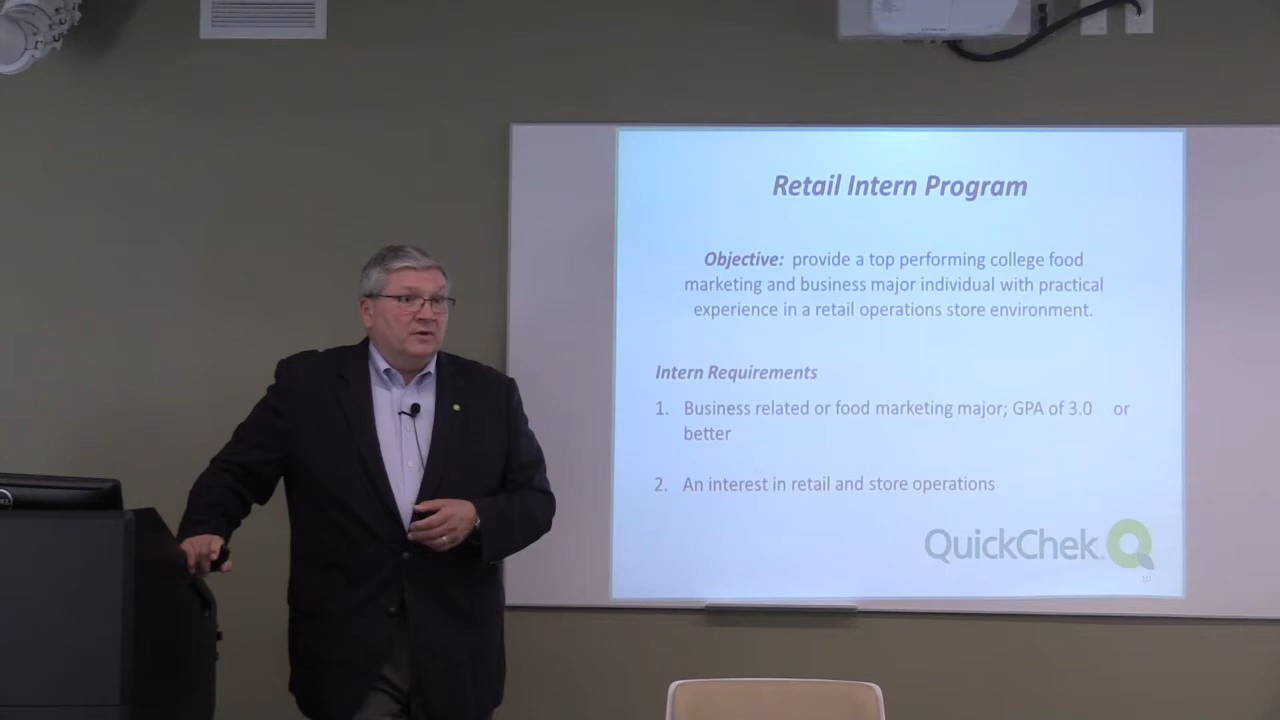 Retail Intern Program
Objective: provide a top performing college food
marketing and business major individual with practical
experience in a retail operations store environment.
Intern Requirements
1. Business related or food marketing major; GPA of 3.0 or
better
2. An interest in retail and store operations
QuickChek
10